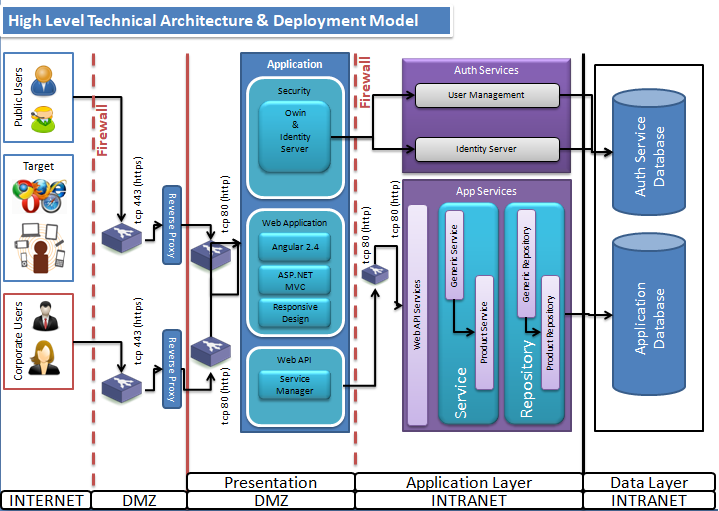 High Level Technical Architecture & Deployment Model
Public Users
Target
Corporate Users
Firewall
tcp 443 (https)
tcp 443 (https)
Reverse Proxy
Reverse Proxy
tcp 80 (http)
tcp 80 (http)
Application
Security
Owin
&
Identity
Server
Web Application
Angular 2.4
ASP.NET
MVC
Responsive
Design
Web API
Service
Manager
Firewall
tcp 80 (http)
tcp 80 (http)
Auth Services
User Management
Identity Server
App Services
Web API Services
Generic Service
Product Service
Service
Generic Repository
Product Repository
Repository
Auth Service
Database
Application
Database
Presentation
Application Layer
Data Layer
INTERNET
DMZ
DMZ
INTRANET
INTRANET